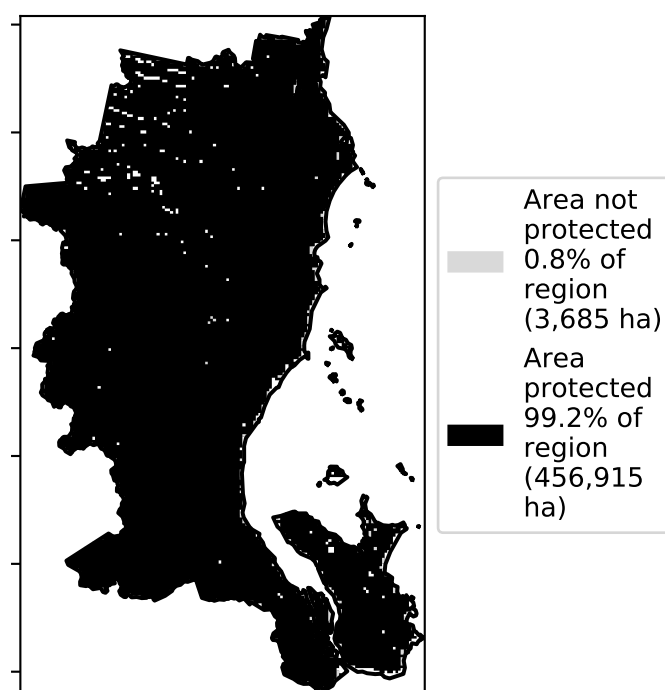 Area not
protected
0.8% of
region
(3,685 ha)
Area
protected
99.2% of
region
(456,915
ha)